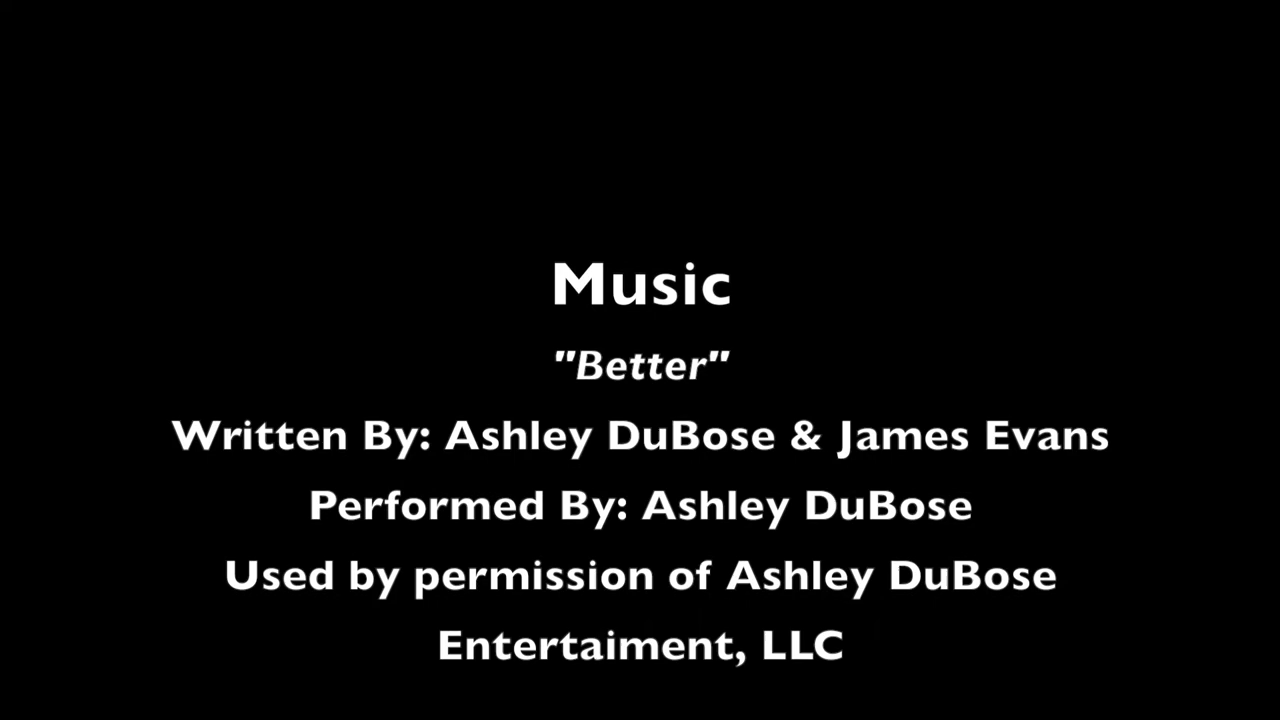 Music
"Better"
Written By: Ashley DuBose & James Evans
Performed By: Ashley DuBose
Used by permission of Ashley DuBose
Entertaiment, LLC